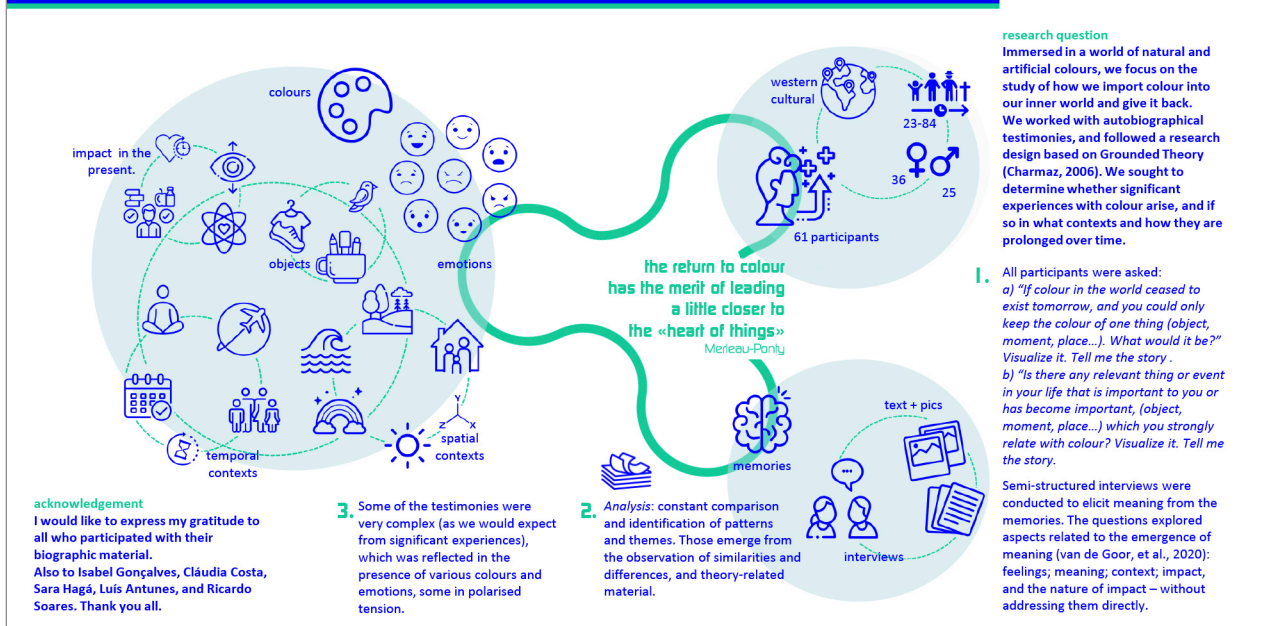 research question
Immersed in a world of natural and
artificial colours, we focus on the
study of how we import colour into
our inner world and give it back.
We worked with autobiographical
testimonies, and followed a research
design based on Grounded Theory
(Charmaz, 2006). We sought to
determine whether significant
experiences with colour arise, and if
so in what contexts and how they are
prolonged over time.
western
cultural
23-84
36
25
61 participants
1.
All participants were asked:
a) “If colour in the world ceased to
exist tomorrow, and you could only
keep the colour of one thing (object,
moment, place…). What would it be?”
Visualize it. Tell me the story .
b) “Is there any relevant thing or event
in your life that is important to you or
has become important, (object,
moment, place…) which you strongly
relate with colour? Visualize it. Tell me
the story.
Semi-structured interviews were
conducted to elicit meaning from the
memories. The questions explored
aspects related to the emergence of
meaning (van de Goor, et al., 2020):
feelings; meaning; context; impact,
and the nature of impact – without
addressing them directly.
the return to colour
has the merit of leading
a little closer to
the «heart of things»
Merleau-Ponty
text + pics
memories
interviews
2.
Analysis: constant comparison
and identification of patterns
and themes. Those emerge from
the observation of similarities and
differences, and theory-related
material.
colours
impact in the
present.
objects
emotions
Y
Z
X
spatial
contexts
temporal
contexts
3.
Some of the testimonies were
very complex (as we would expect
from significant experiences),
which was reflected in the
presence of various colours and
emotions, some in polarised
tension.
acknowledgement
I would like to express my gratitude to
all who participated with their
biographic material.
Also to Isabel Gonçalves, Cláudia Costa,
Sara Hagá, Luís Antunes, and Ricardo
Soares. Thank you all.